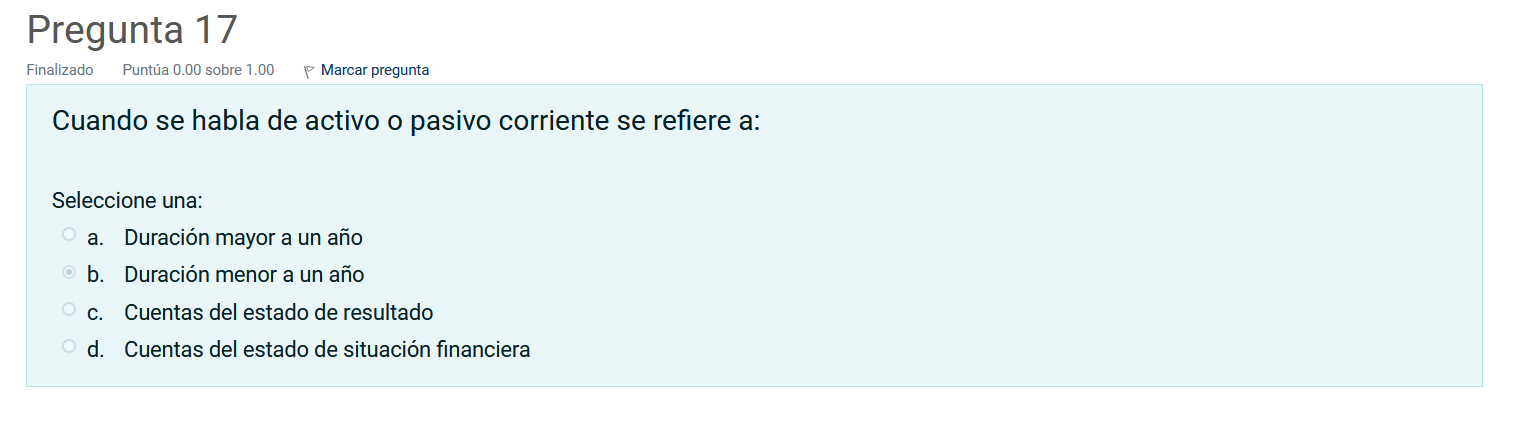 Pregunta 17
Finalizado Puntúa 0.00 sobre 1.00 Marcar pregunta
Cuando se habla de activo o pasivo corriente se refiere a:
Seleccione una:
a. Duración mayor a un año
b. Duración menor a un año
c. Cuentas del estado de resultado
d. Cuentas del estado de situación financiera